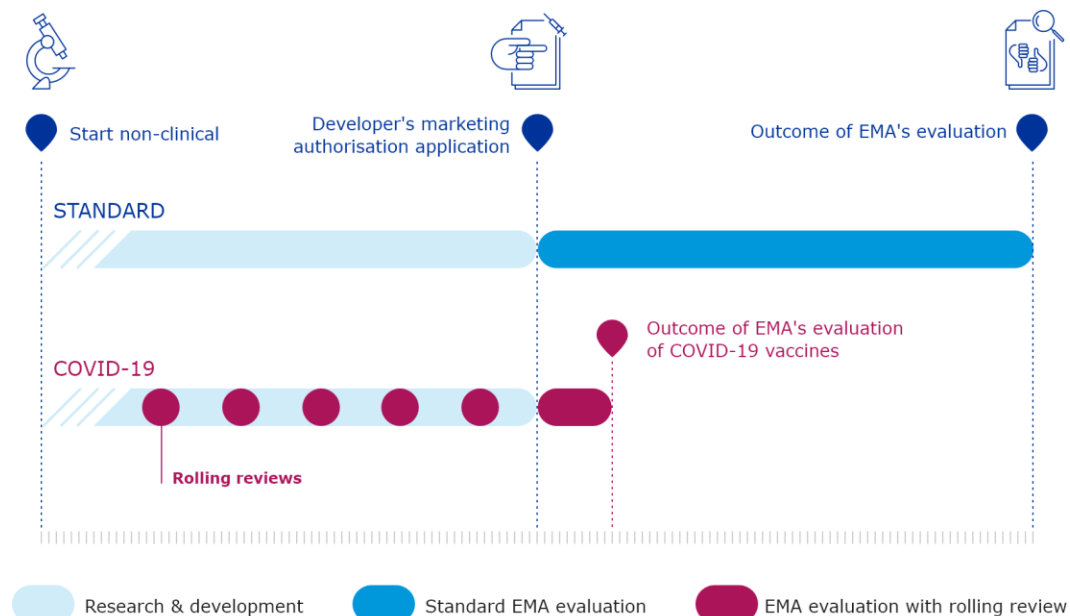 Start non-clinical
Developer's marketing
authorisation application
Outcome of EMA's evaluation
STANDARD
Outcome of EMA's evaluation
of COVID-19 vaccines
COVID-19
Rolling reviews
Research & development
Standard EMA evaluation
EMA evaluation with rolling review